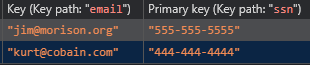 Key (Key path: "email") Primary key (Key path: "ssn")
"jim@morison.org" "555-555-5555"
"kurt@cobain.com" "444-444-4444"